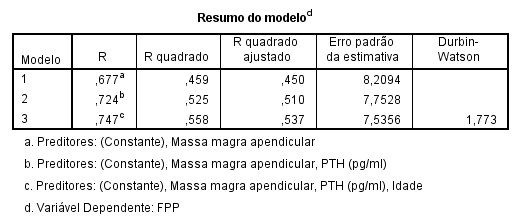 Resumo do modelo^d
Modelo R R quadrado R quadrado ajustado Erro padrão da estimativa Durbin-Watson
1 ,677^a ,459 ,450 8,2094
2 ,724^b ,525 ,510 7,7528
3 ,747^c ,558 ,537 7,5356 1,773
a. Preditores: (Constante), Massa magra apendicular
b. Preditores: (Constante), Massa magra apendicular, PTH (pg/ml)
c. Preditores: (Constante), Massa magra apendicular, PTH (pg/ml), Idade
d. Variável Dependente: FPP